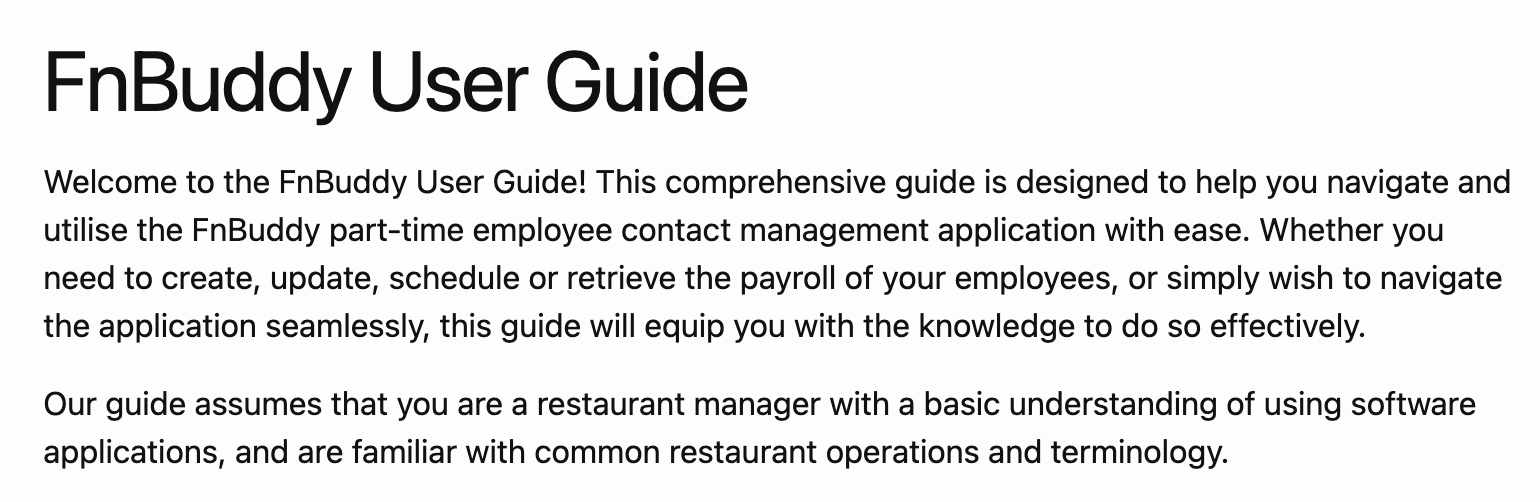 FnBuddy User Guide
Welcome to the FnBuddy User Guide! This comprehensive guide is designed to help you navigate and
utilise the FnBuddy part-time employee contact management application with ease. Whether you
need to create, update, schedule or retrieve the payroll of your employees, or simply wish to navigate
the application seamlessly, this guide will equip you with the knowledge to do so effectively.
Our guide assumes that you are a restaurant manager with a basic understanding of using software
applications, and are familiar with common restaurant operations and terminology.